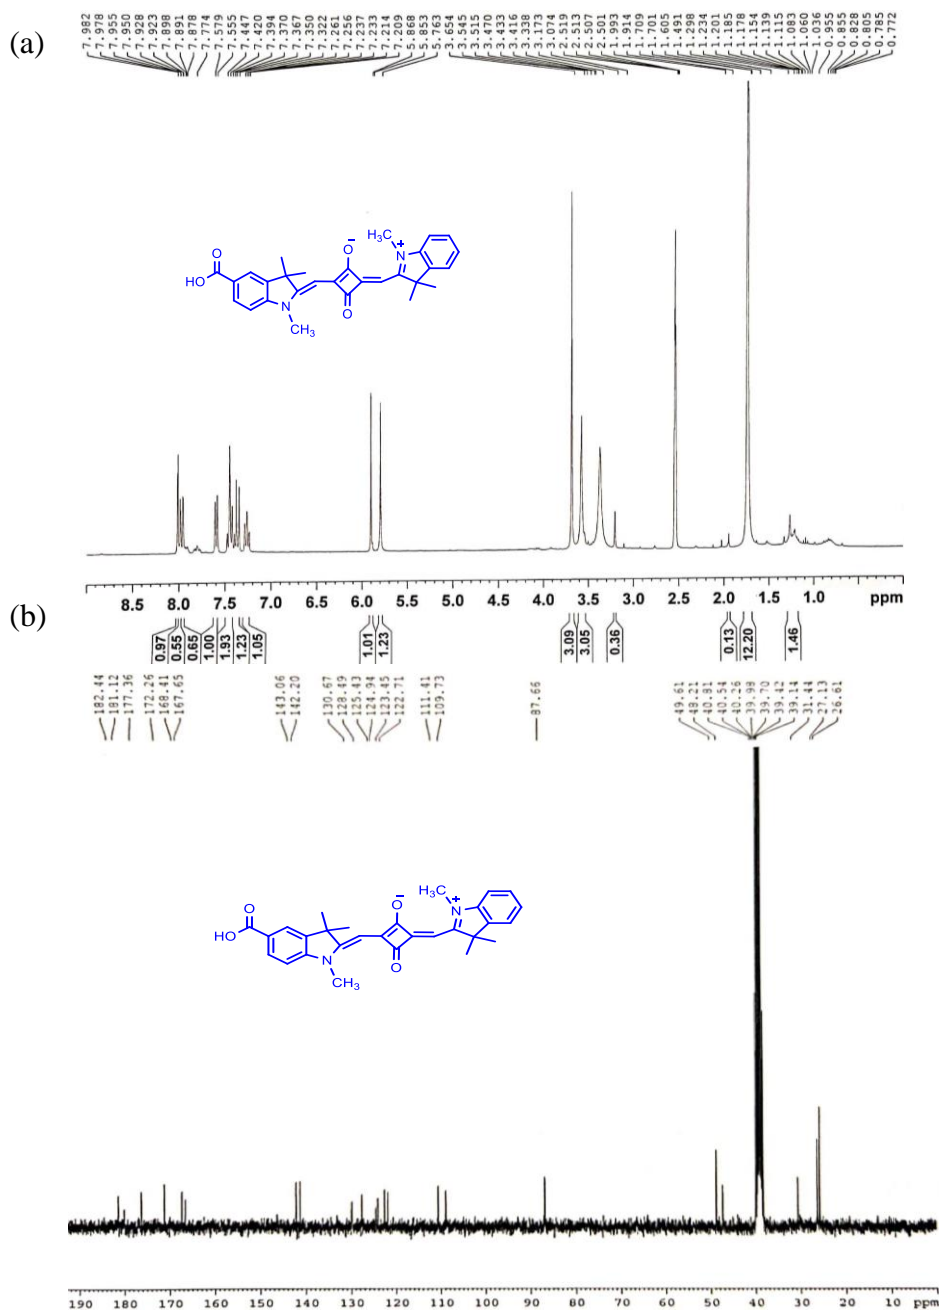 (a)
7.982 7.978 7.955 7.950 7.928 7.923 7.898 7.891 7.878 7.774 7.579 7.555 7.447 7.420 7.394 7.370 7.367 7.350 7.322 7.261 7.256 7.237 7.233 7.214 7.209 5.868 5.853 5.763 3.654 3.545 3.515 3.470 3.433 3.416 3.338 3.173 3.074 2.519 2.513 2.507 2.501 1.993 1.914 1.709 1.701 1.605 1.491 1.298 1.234 1.201 1.185 1.178 1.154 1.139 1.115 1.083 1.060 1.036 0.955 0.855 0.828 0.805 0.785 0.772
O
HO
N
CH3
O
−
O
H3C
N
+
8.5 8.0 7.5 7.0 6.5 6.0 5.5 5.0 4.5 4.0 3.5 3.0 2.5 2.0 1.5 1.0 ppm
0.97 0.55 0.65 1.00 1.93 1.23 1.05 1.01 1.23 3.09 3.05 0.36 0.13 12.20 1.46
(b)
182.44 181.12 177.36 172.26 168.41 167.65 143.06 142.20 130.67 128.49 125.43 124.94 123.45 122.71 111.41 109.73 87.66 49.61 48.21 40.81 40.54 40.26 39.98 39.70 39.42 39.14 31.44 27.13 26.61
O
HO
N
CH3
O
−
O
H3C
N
+
190 180 170 160 150 140 130 120 110 100 90 80 70 60 50 40 30 20 10 ppm